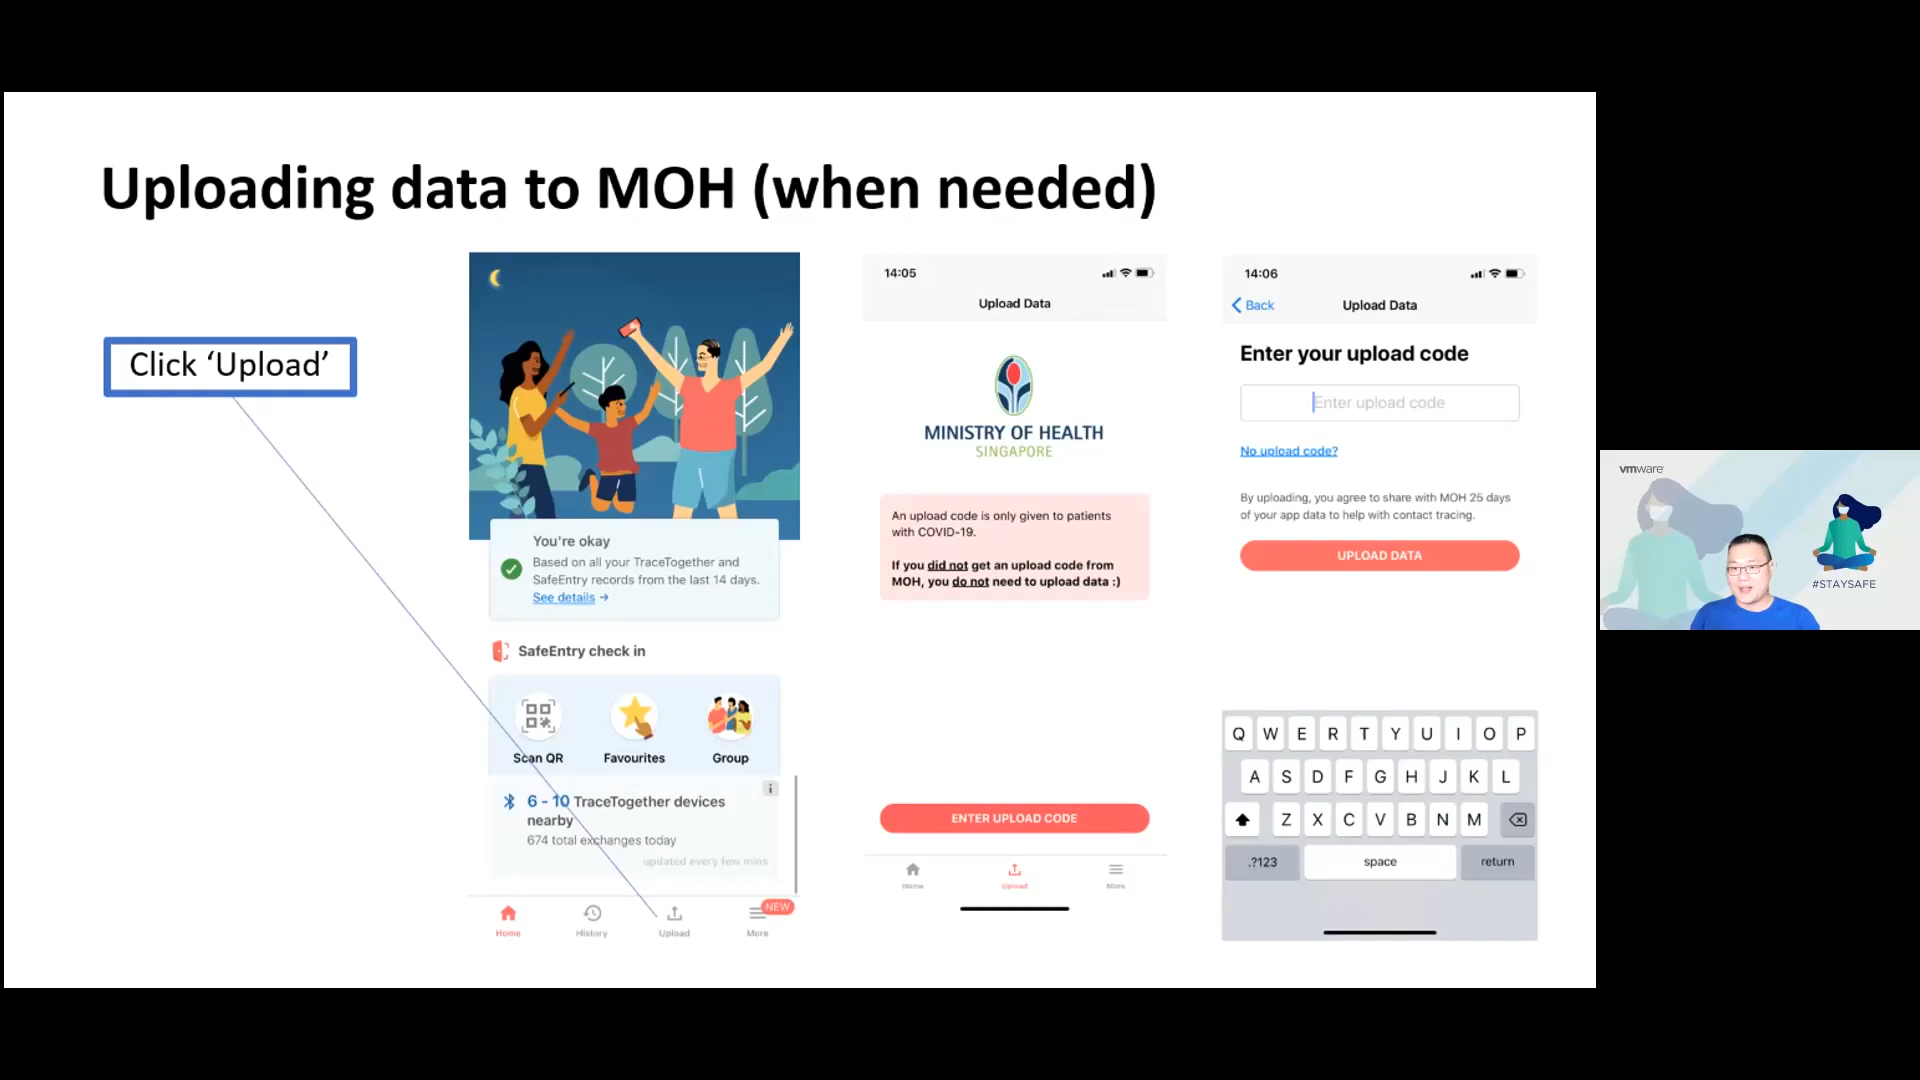 Uploading data to MOH (when needed)
Click ‘Upload’
You're okay
Based on all your TraceTogether and
SafeEntry records from the last 14 days.
See details →
SafeEntry check in
Scan QR
Favourites
Group
6 - 10 TraceTogether devices
nearby
i
674 total exchanges today
updated every few mins
Home
History
Upload
More
NEW
14:05
Upload Data
MINISTRY OF HEALTH
SINGAPORE
An upload code is only given to patients
with COVID-19.
If you did not get an upload code from
MOH, you do not need to upload data :)
ENTER UPLOAD CODE
Home
Upload
More
14:06
Back
Upload Data
Enter your upload code
Enter upload code
No upload code?
By uploading, you agree to share with MOH 25 days
of your app data to help with contact tracing.
UPLOAD DATA
Q W E R T Y U I O P
A S D F G H J K L
Z X C V B N M
.?123
space
return
vmware
#STAYSAFE